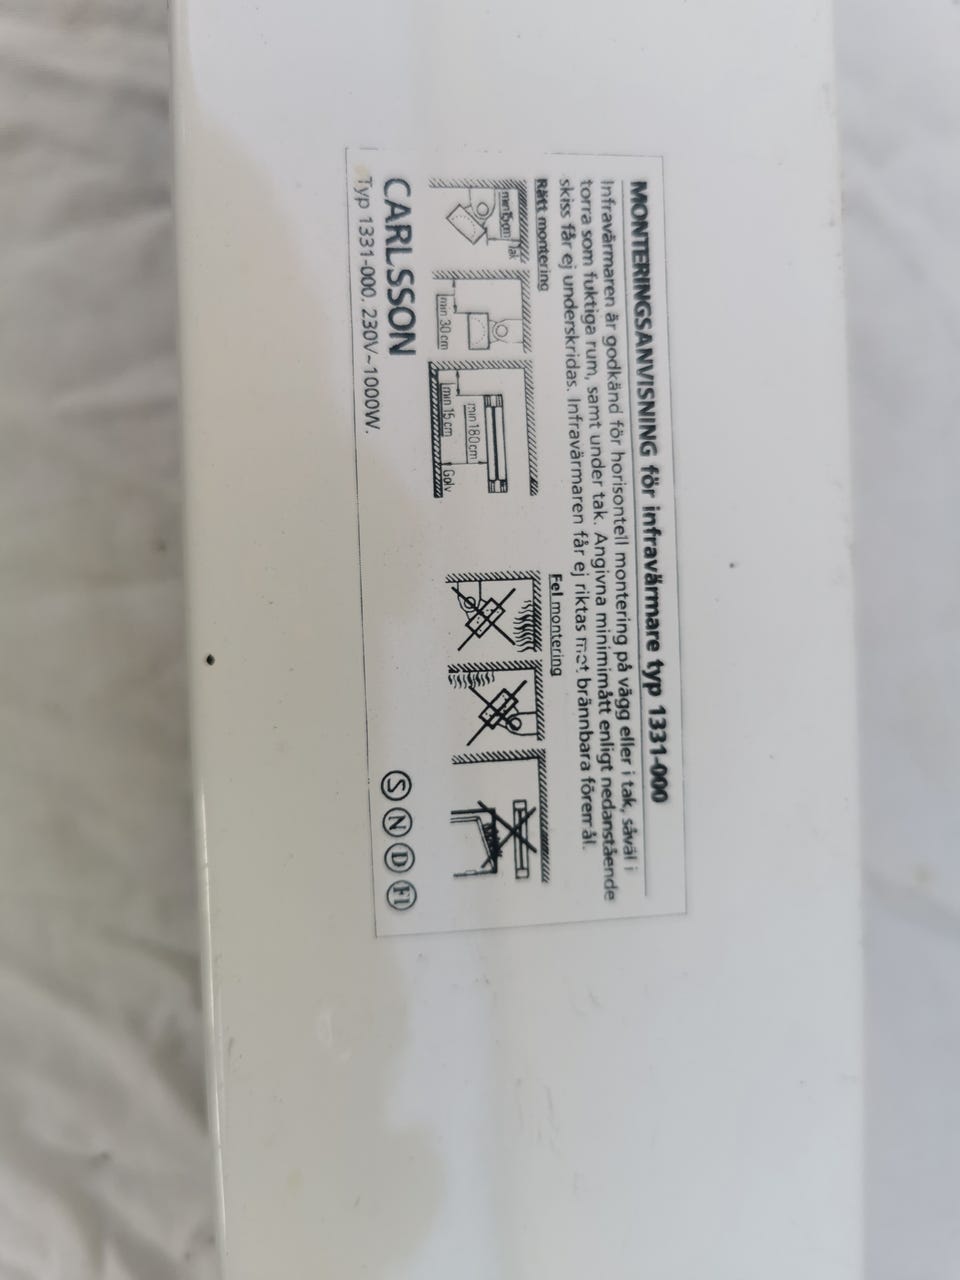 MONTERINGSANVISNING för infravärmare typ 1331-000
Infravärmaren är godkänd för horisontell montering på vägg eller i tak, såväl i
torra som fuktiga rum, samt under tak. Angivna minimimått enligt nedanstående
skiss får ej underskridas. Infravärmaren får ej riktas mot brännbara föremål.
Rätt montering
Fel montering
Tak
min 30 cm
min 180 cm
min 15 cm
Golv
CARLSSON
S N D FI
Typ 1331-000. 230V~1000W.